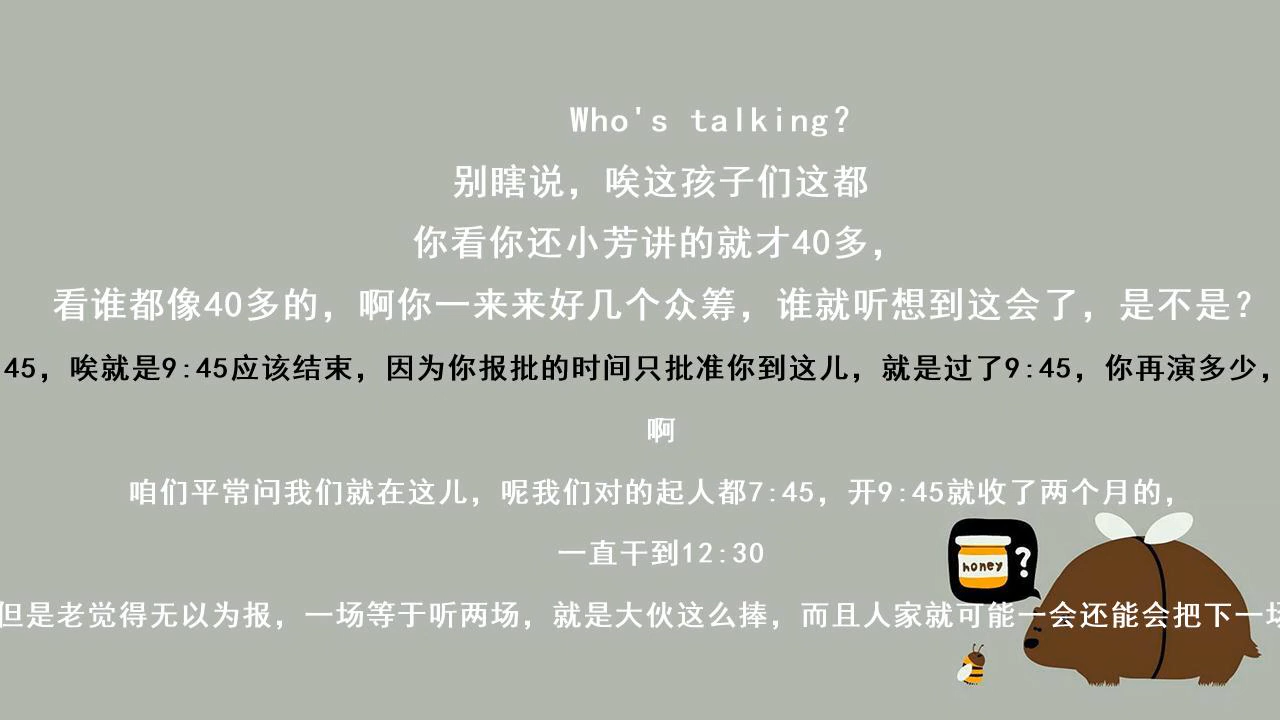 Who's talking?
别瞎说，唉这孩子们这都
你看你还小芳讲的就才40多，
看谁都像40多的，啊你一来来好几个众筹，谁就听想到这会了，是不是？
45，唉就是9:45应该结束，因为你报批的时间只批准你到这儿，就是过了9:45，你再演多少，
啊
咱们平常问我们就在这儿，呢我们对的起人都7:45，开9:45就收了两个月的，
一直干到12:30
honey
?
但是老觉得无以为报，一场等于听两场，就是大伙这么捧，而且人家就可能一会还能会把下一场